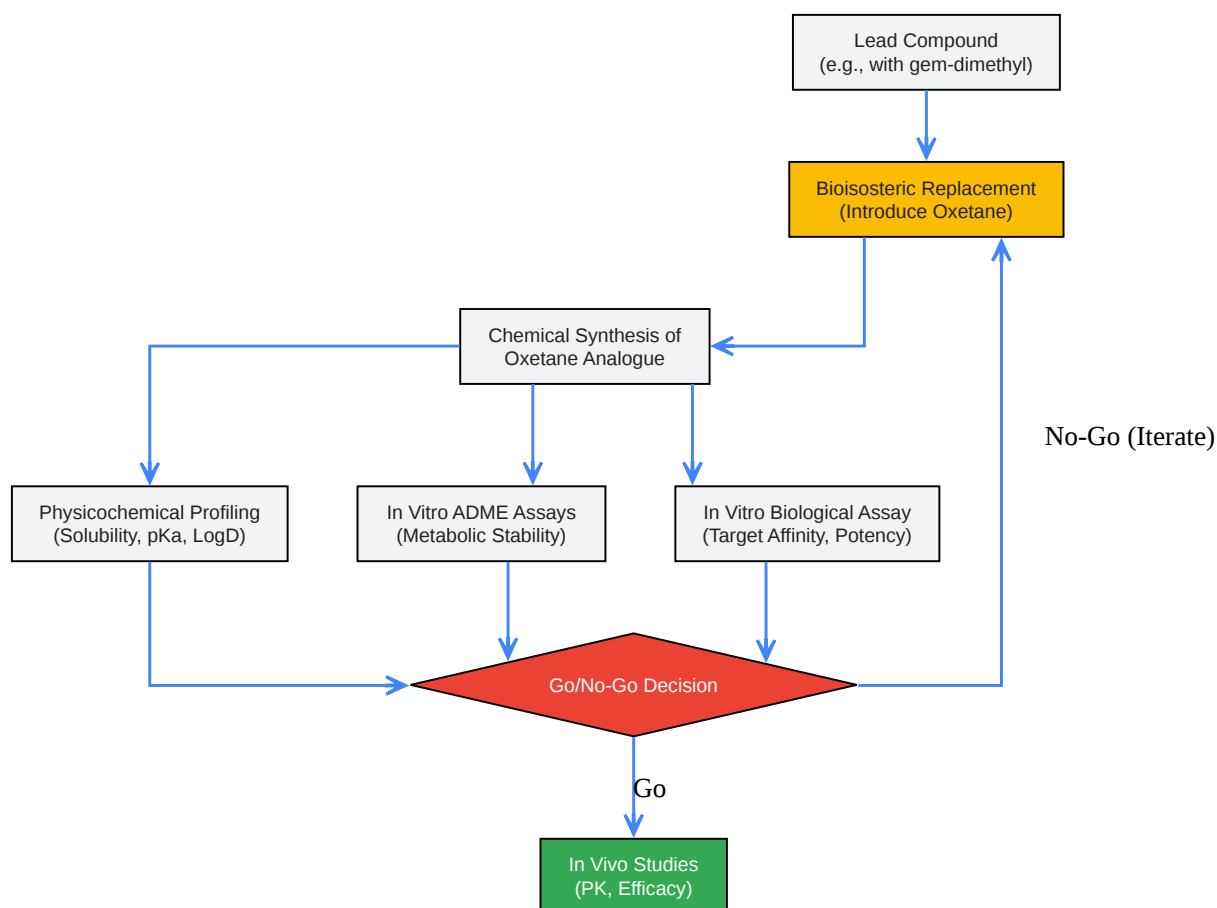 Lead Compound
(e.g., with gem-dimethyl)
Bioisosteric Replacement
(Introduce Oxetane)
Chemical Synthesis of
Oxetane Analogue
No-Go (Iterate)
Physicochemical Profiling
(Solubility, pKa, LogD)
In Vitro ADME Assays
(Metabolic Stability)
In Vitro Biological Assay
(Target Affinity, Potency)
Go/No-Go Decision
Go
In Vivo Studies
(PK, Efficacy)